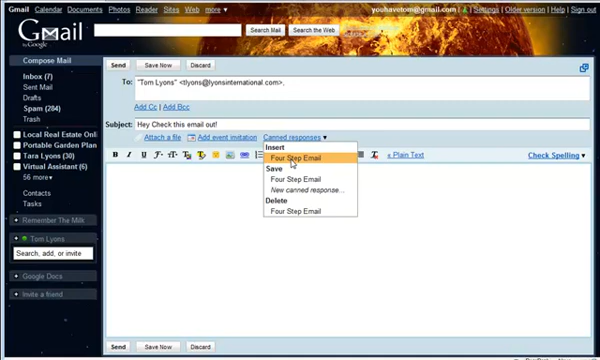 Gmail Calendar Documents Photos Reader Sites Web ▼ youhavetom@gmail.com | Settings | Older version | Help | Sign out
Gmail
by Google
Search Mail Search the Web
Compose Mail
Inbox (7)
Sent Mail
Drafts
Spam (284)
Trash
Local Real Estate Onli
Portable Garden Plan
Tara Lyons (30)
Virtual Assistant (6)
56 more▼
Contacts
Tasks
Remember The Milk
Tom Lyons
Search, add, or invite
Google Docs
Invite a friend
Send Save Now Discard
To: "Tom Lyons" <tlyons@lyonsinternational.com>,
Add Cc | Add Bcc
Subject: Hey Check this email out!
Attach a file Add event invitation Canned responses ▼
B I U « Plain Text Check Spelling ▼
Insert
Four Step Email
Save
Four Step Email
New canned response...
Delete
Four Step Email
Send Save Now Discard